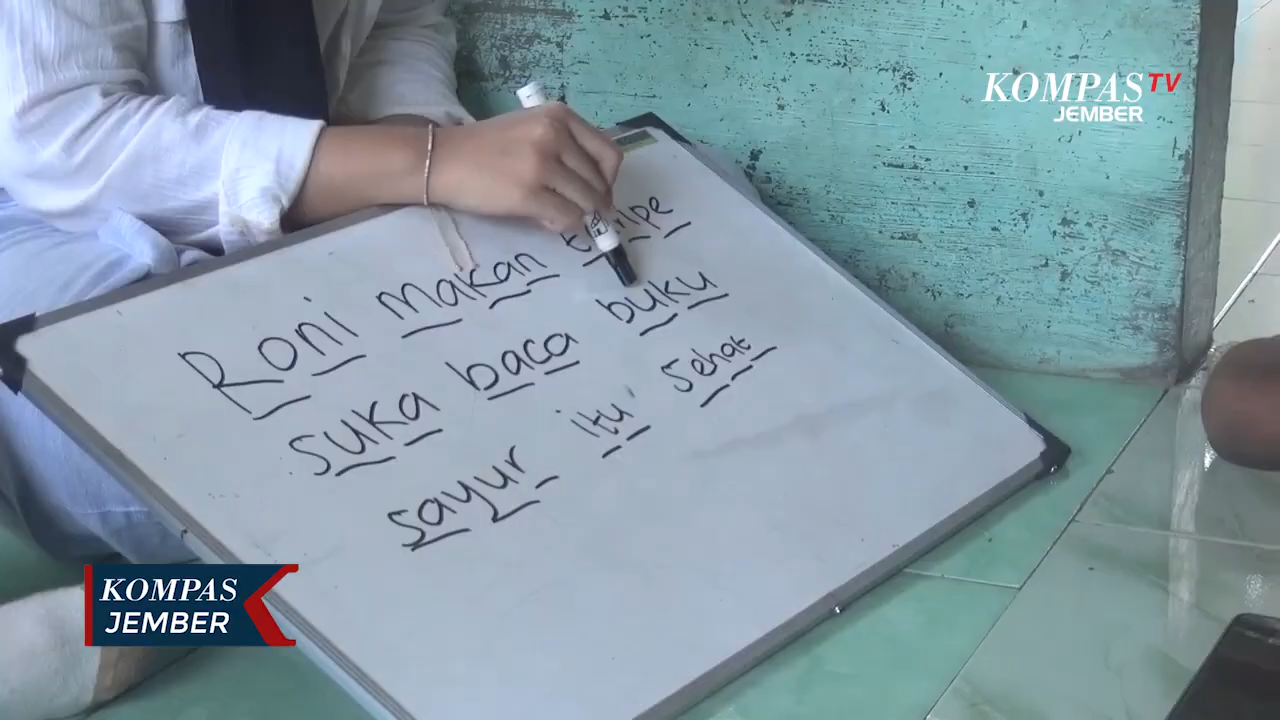 KOMPAS TV
JEMBER
Roni makan
suka baca buku
sayur itu sehat
KOMPAS
JEMBER